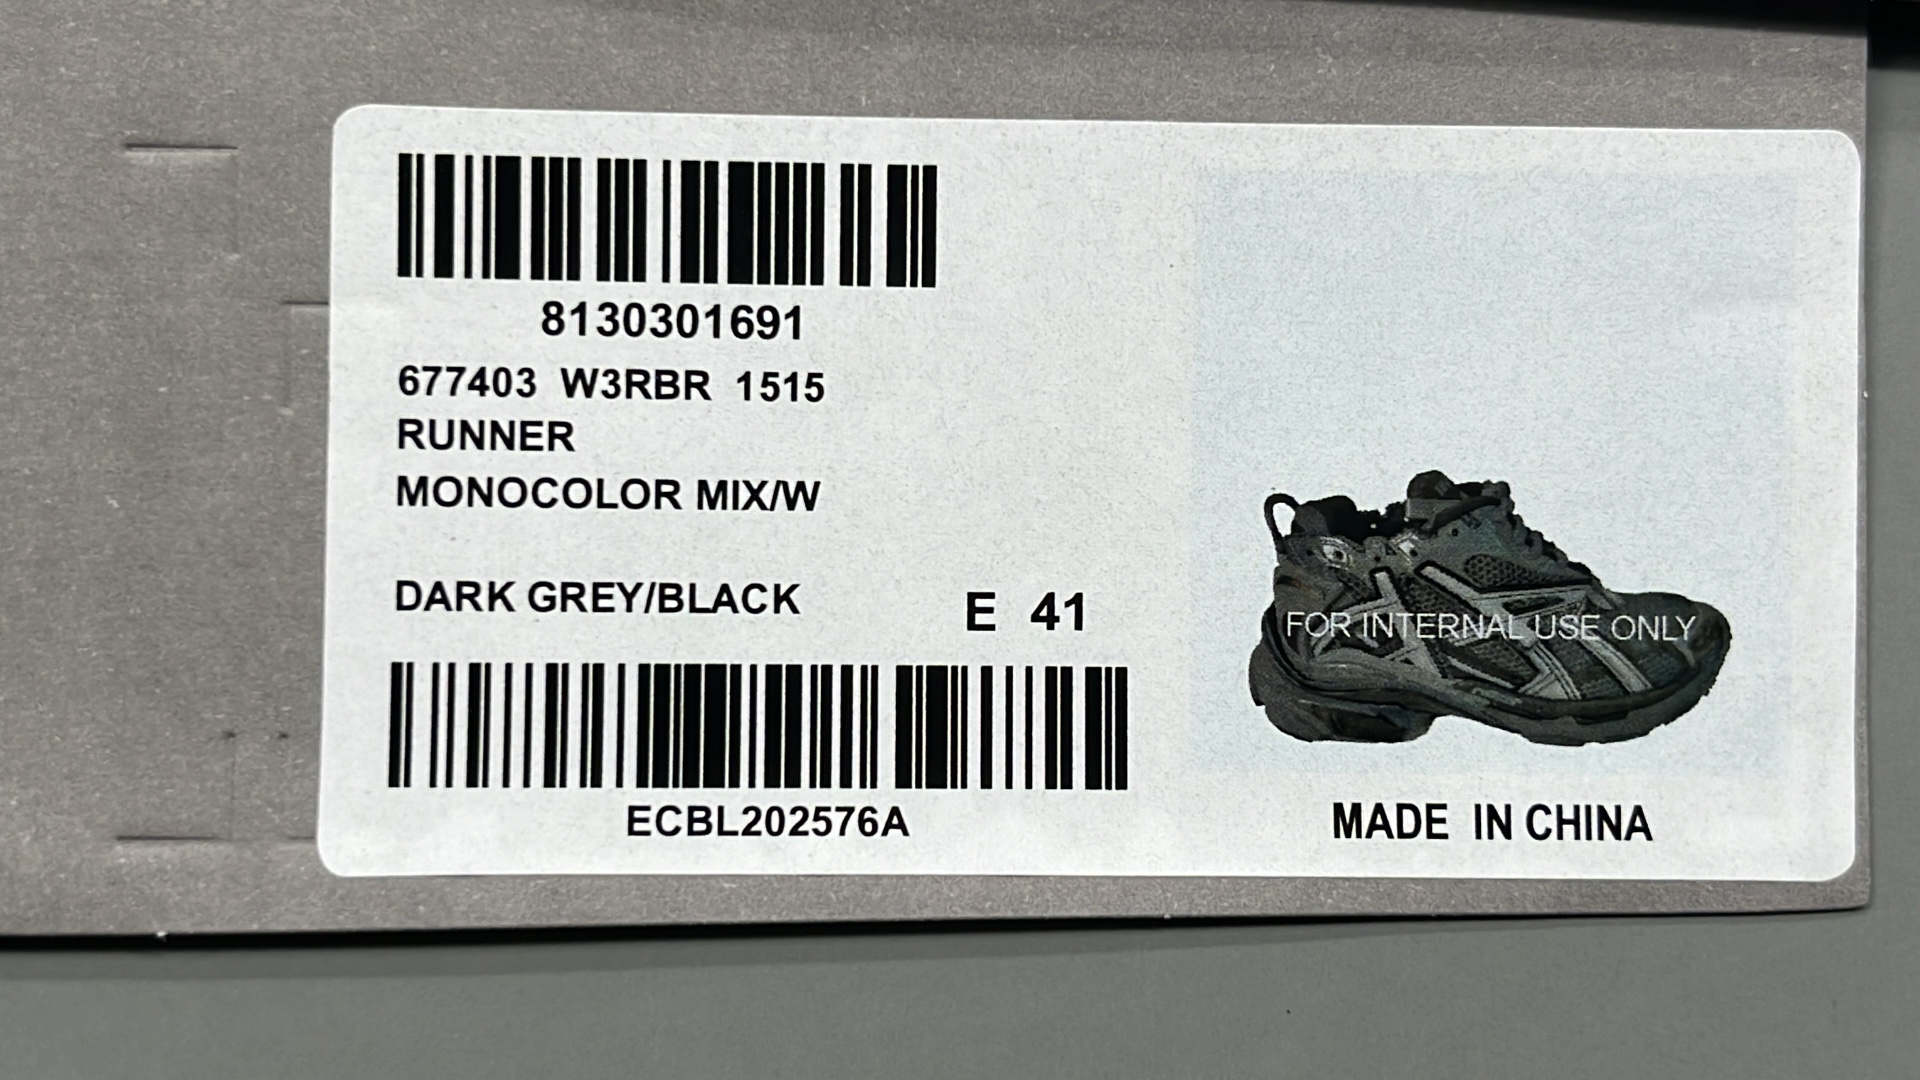 8130301691
677403 W3RBR 1515
RUNNER
MONOCOLOR MIX/W
DARK GREY/BLACK
E 41
ECBL202576A
FOR INTERNAL USE ONLY
MADE IN CHINA